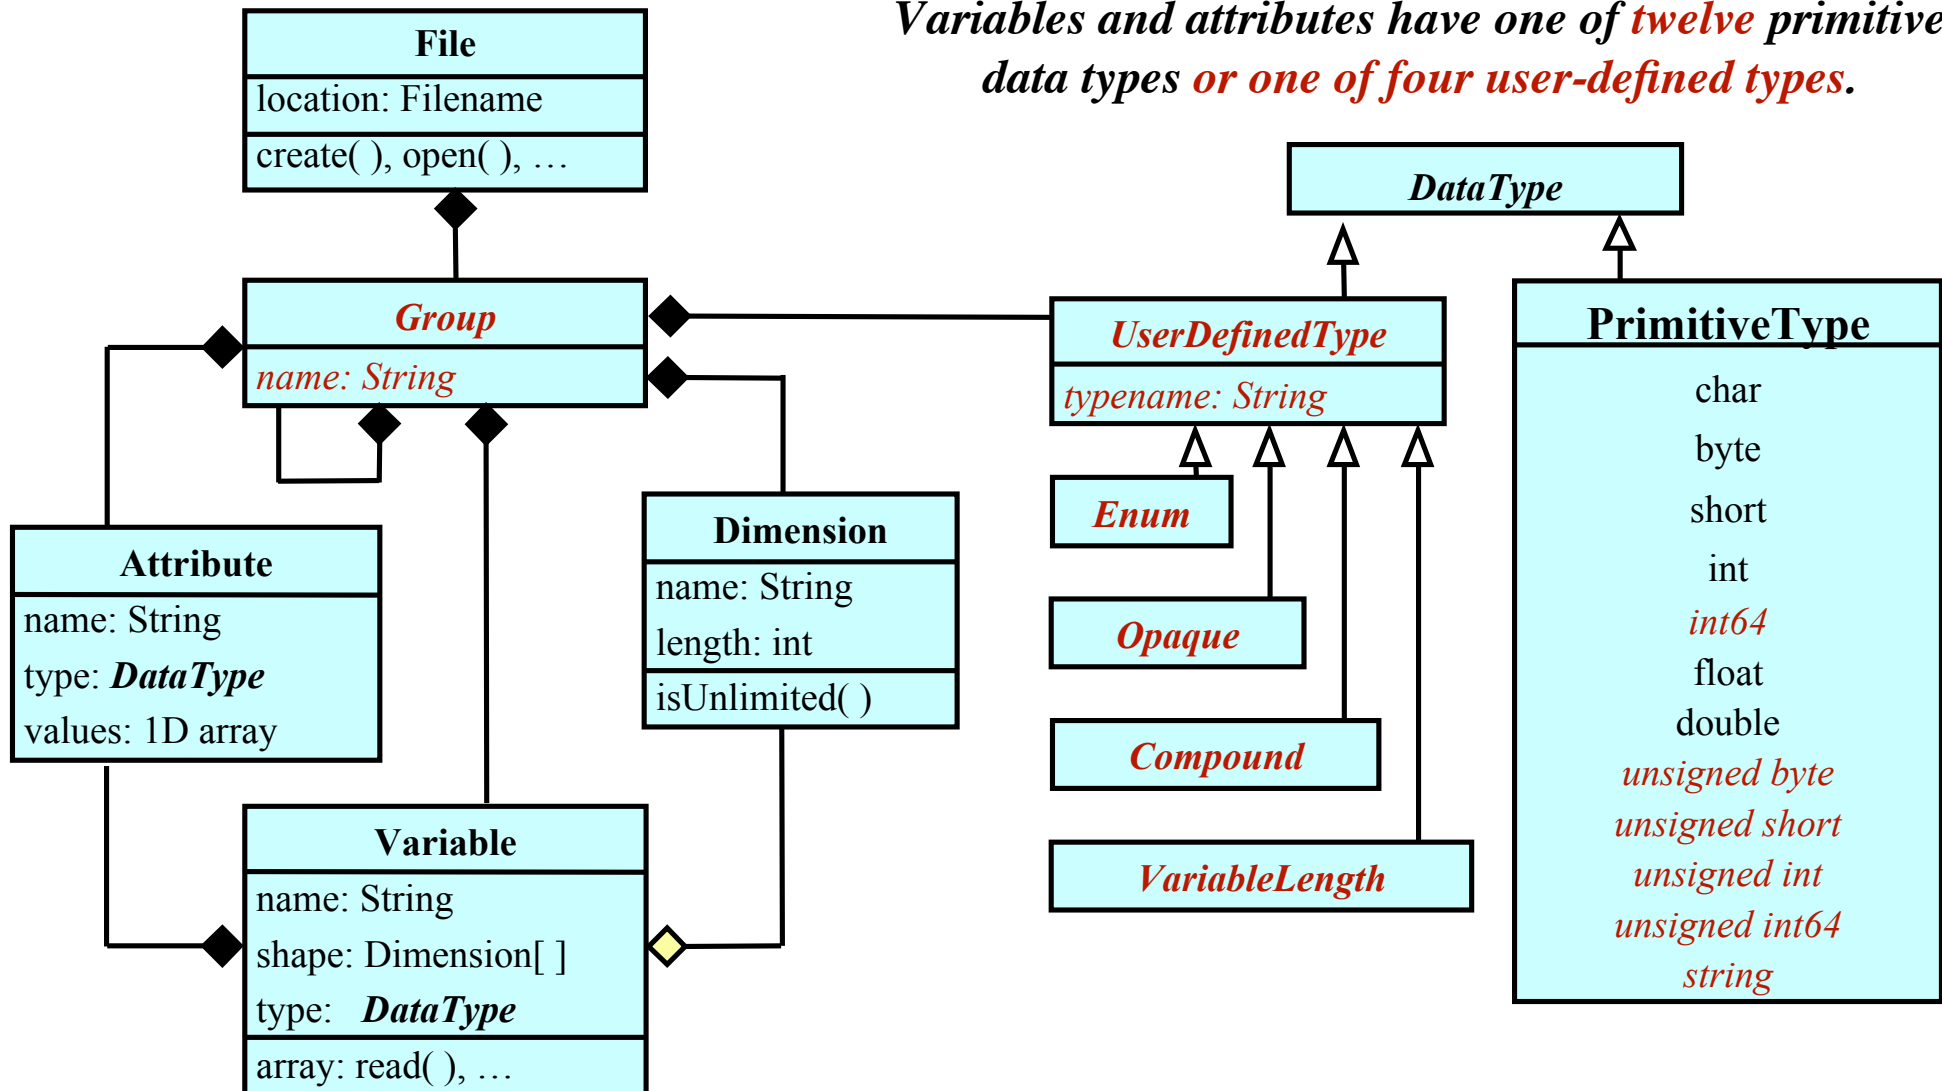 Variables and attributes have one of twelve primitive
data types or one of four user-defined types.
File
location: Filename
create( ), open( ), …
Group
name: String
Attribute
name: String
type: DataType
values: 1D array
Dimension
name: String
length: int
isUnlimited( )
Variable
name: String
shape: Dimension[ ]
type: DataType
array: read( ), …
DataType
UserDefinedType
typename: String
Enum
Opaque
Compound
VariableLength
PrimitiveType
char
byte
short
int
int64
float
double
unsigned byte
unsigned short
unsigned int
unsigned int64
string